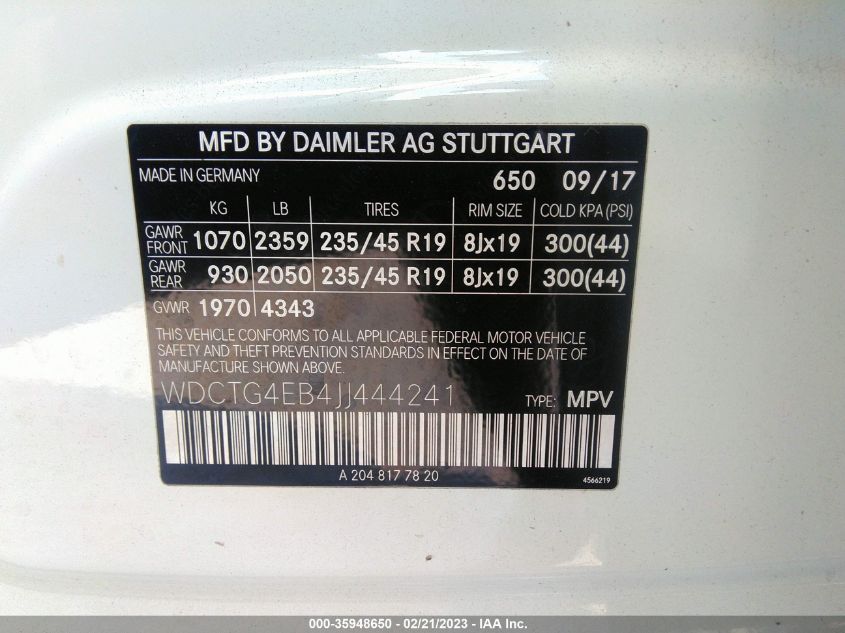 MFD BY DAIMLER AG STUTTGART
MADE IN GERMANY 650 09/17
KG LB TIRES RIM SIZE COLD KPA (PSI)
GAWR FRONT 1070 2359 235/45 R19 8Jx19 300(44)
GAWR REAR 930 2050 235/45 R19 8Jx19 300(44)
GVWR 1970 4343
THIS VEHICLE CONFORMS TO ALL APPLICABLE FEDERAL MOTOR VEHICLE
SAFETY AND THEFT PREVENTION STANDARDS IN EFFECT ON THE DATE OF
MANUFACTURE SHOWN ABOVE.
WDCTG4EB4JJ444241 TYPE: MPV
A 204 817 78 20 4566219
000-35948650 - 02/21/2023 - IAA Inc.